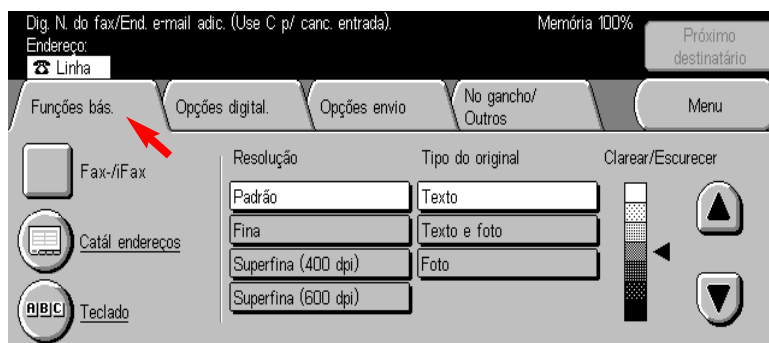 Dig. N. do fax/End. e-mail adic. (Use C p/ canc. entrada).
Memória 100%
Endereço:
Linha
Próximo
destinatário
Funções bás.
Opções digital.
Opções envio
No gancho/
Outros
Menu
Fax-/iFax
Catál endereços
A|B|C|
Teclado
Resolução
Padrão
Fina
Superfina (400 dpi)
Superfina (600 dpi)
Tipo do original
Texto
Texto e foto
Foto
Clarear/Escurecer